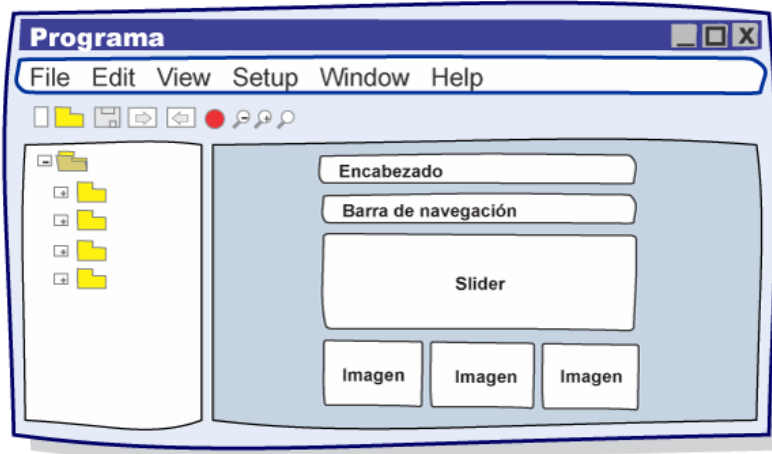 Programa
File Edit View Setup Window Help
Encabezado
Barra de navegación
Slider
Imagen Imagen Imagen